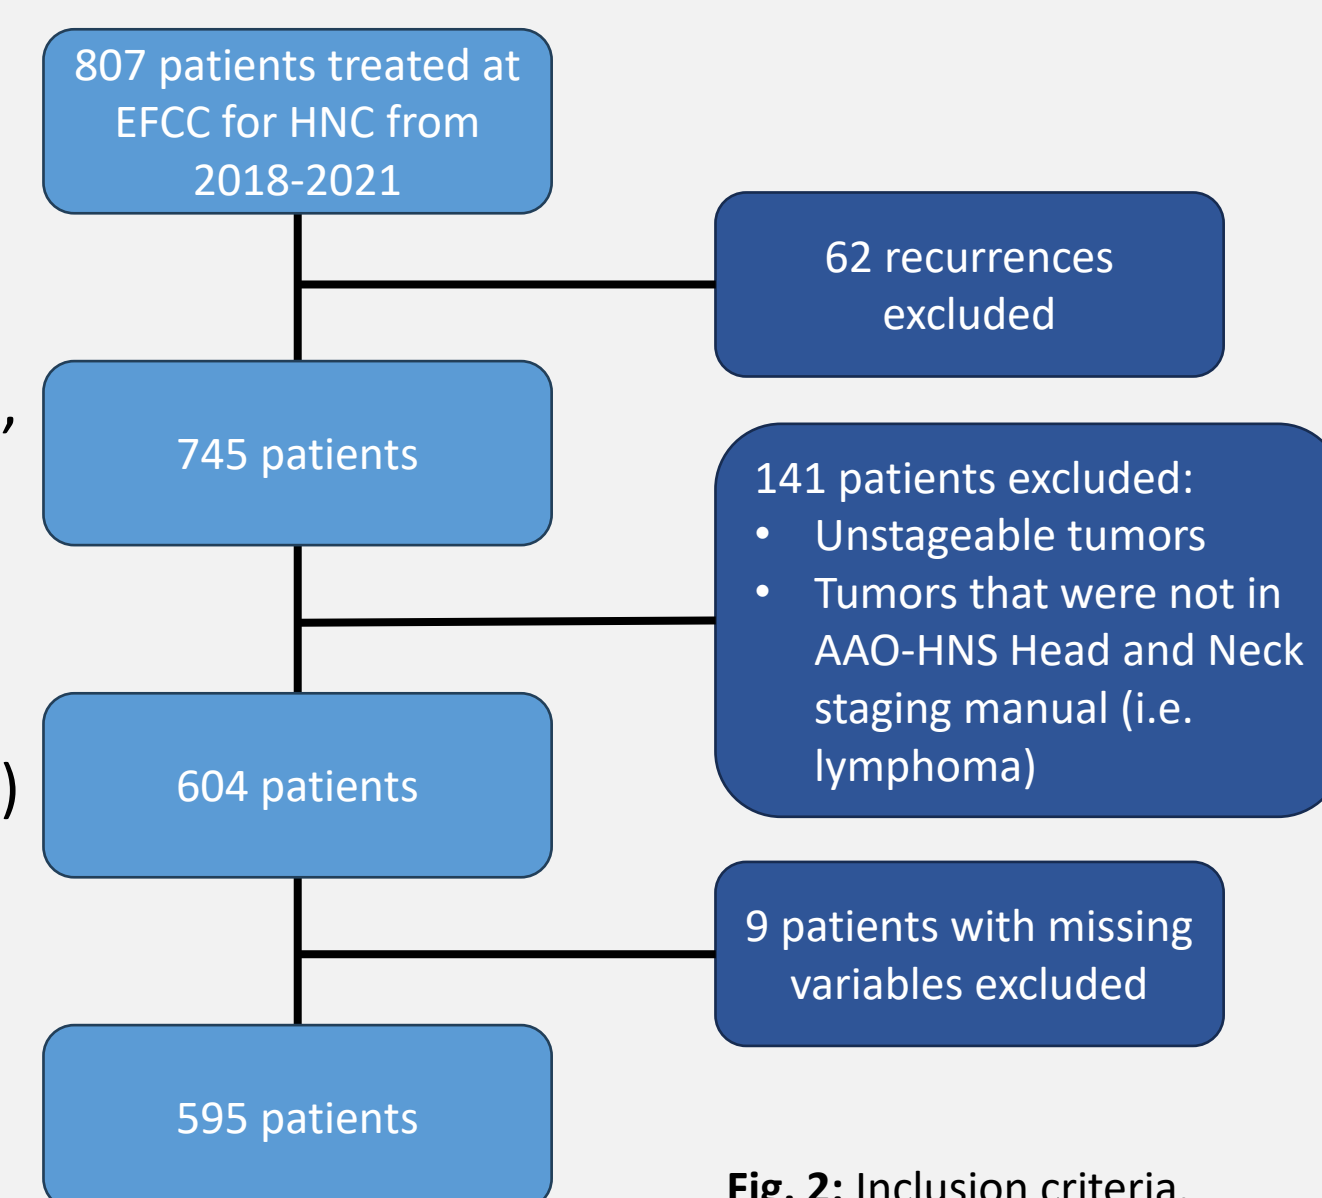 807 patients treated at
EFCC for HNC from
2018-2021
62 recurrences
excluded
,
745 patients
141 patients excluded:
• Unstageable tumors
• Tumors that were not in
AAO-HNS Head and Neck
staging manual (i.e.
lymphoma)
)
604 patients
9 patients with missing
variables excluded
595 patients
Fig. 2: Inclusion criteria.